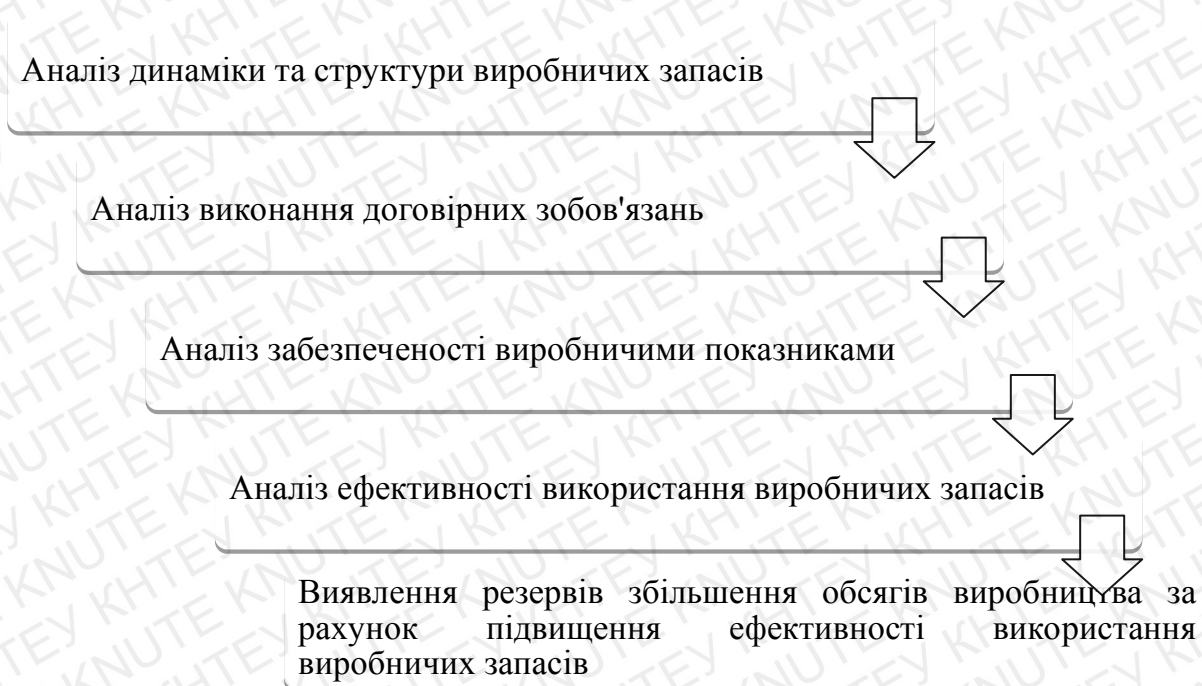 Аналіз динаміки та структури виробничих запасів
Аналіз виконання договірних зобов'язань
Аналіз забезпеченості виробничими показниками
Аналіз ефективності використання виробничих запасів
Виявлення резервів збільшення обсягів виробництва за
рахунок підвищення ефективності використання
виробничих запасів